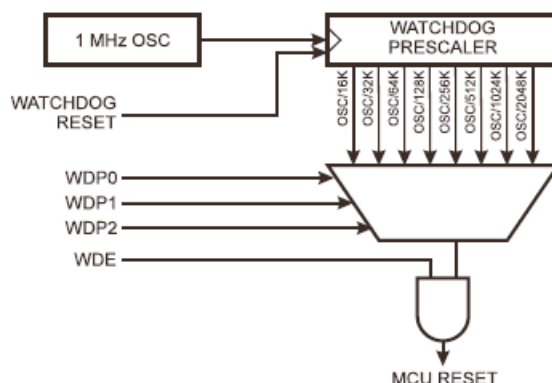 1 MHz OSC
WATCHDOG
PRESCALER
WATCHDOG
RESET
OSC/16K
OSC/32K
OSC/64K
OSC/128K
OSC/256K
OSC/512K
OSC/1024K
OSC/2048K
WDP0
WDP1
WDP2
WDE
MCU RESET